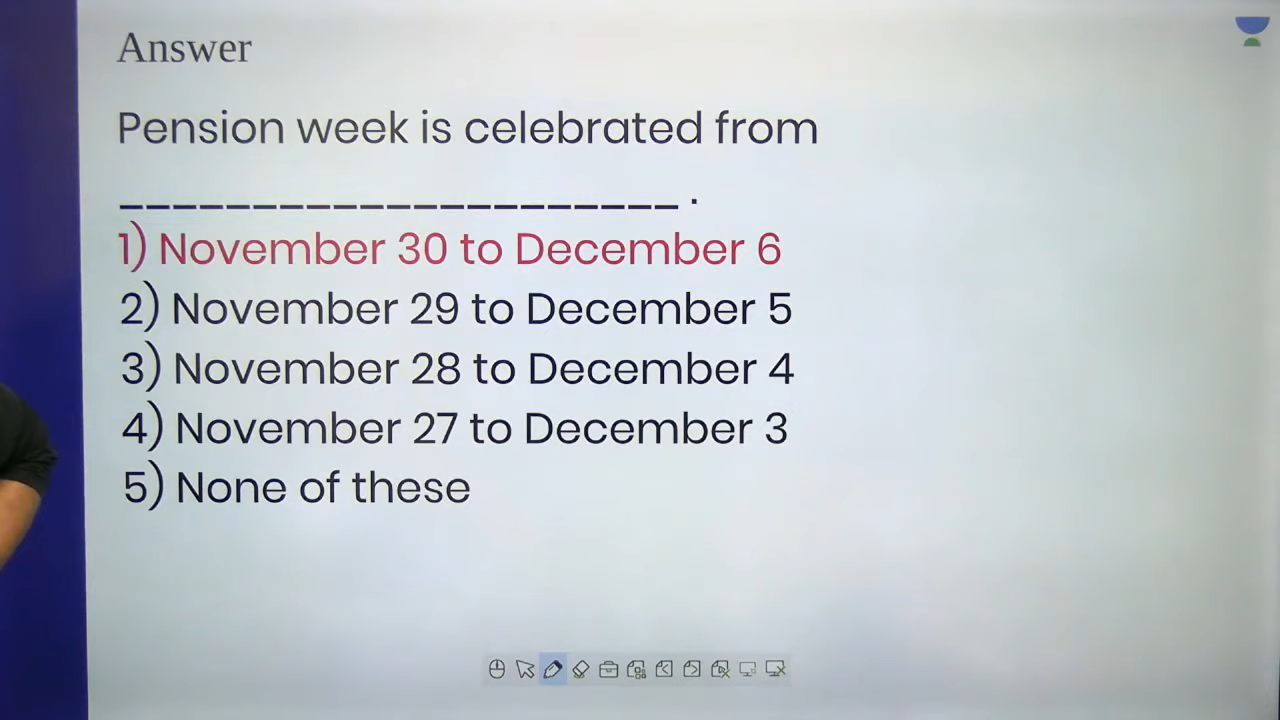 Answer
Pension week is celebrated from
_____________________ .
1) November 30 to December 6
2) November 29 to December 5
3) November 28 to December 4
4) November 27 to December 3
5) None of these